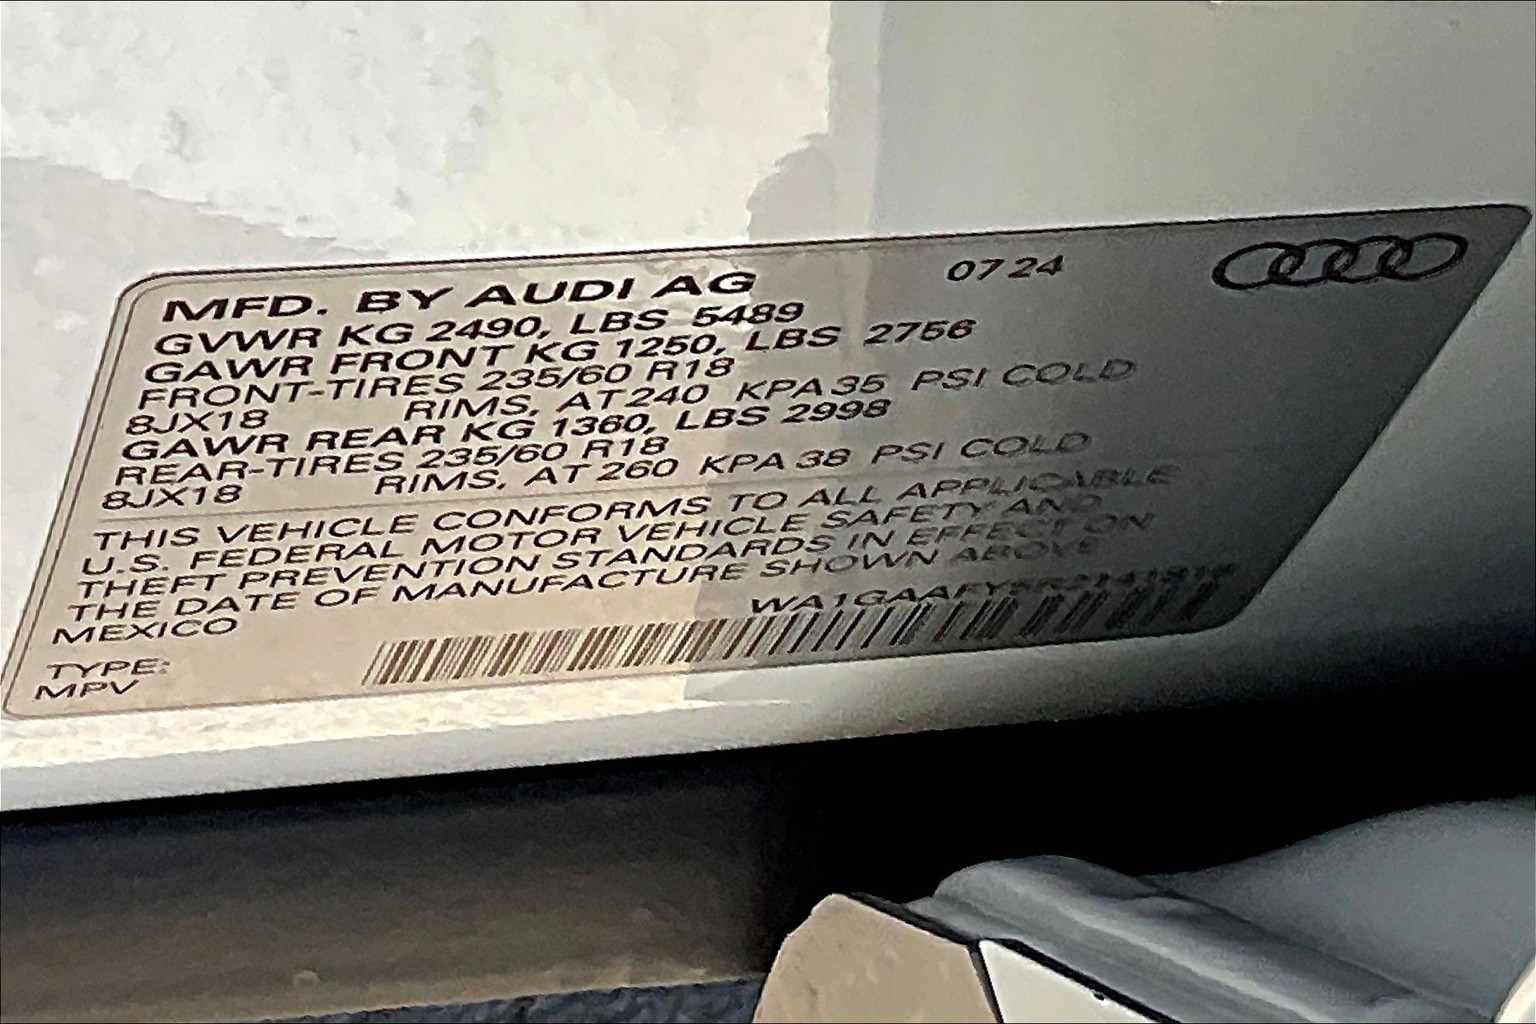 MFD. BY AUDI AG 07 24
GVWR KG 2490, LBS 5489
GAWR FRONT KG 1250, LBS 2756
FRONT-TIRES 235/60 R18
8JX18 RIMS, AT 240 KPA 35 PSI COLD
GAWR REAR KG 1360, LBS 2998
REAR-TIRES 235/60 R18
8JX18 RIMS, AT 260 KPA 38 PSI COLD
THIS VEHICLE CONFORMS TO ALL APPLICABLE
U.S. FEDERAL MOTOR VEHICLE SAFETY AND
THEFT PREVENTION STANDARDS IN EFFECT ON
THE DATE OF MANUFACTURE SHOWN ABOVE
MEXICO
TYPE:
MPV